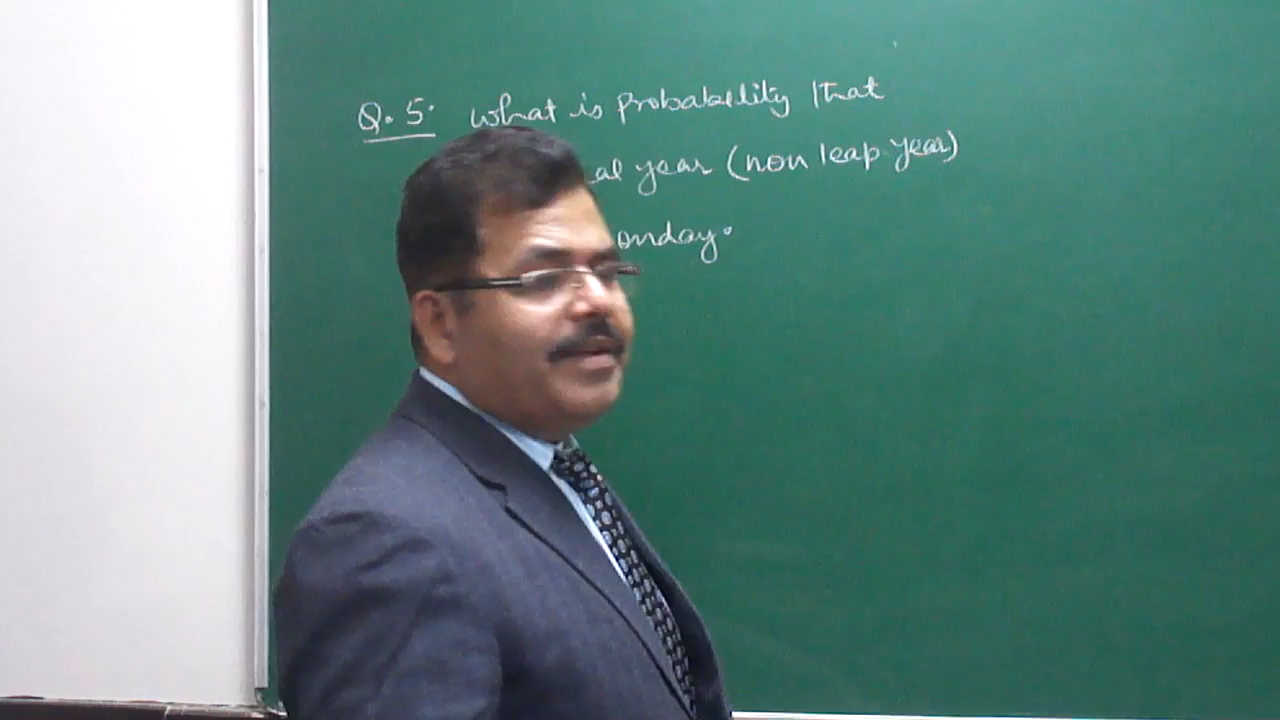 Q. 5. What is probability that
al year (non leap year)
onday.